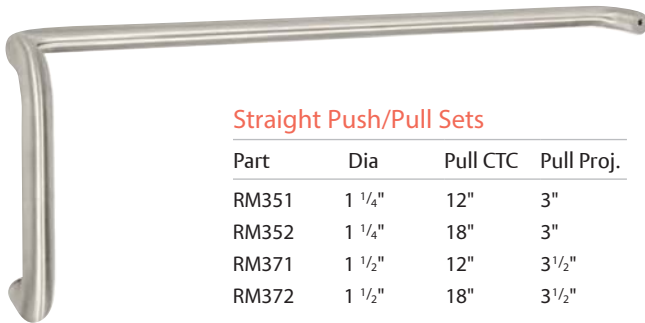 Straight Push/Pull Sets
Part Dia Pull CTC Pull Proj.
RM351 1 1/4" 12" 3"
RM352 1 1/4" 18" 3"
RM371 1 1/2" 12" 3 1/2"
RM372 1 1/2" 18" 3 1/2"